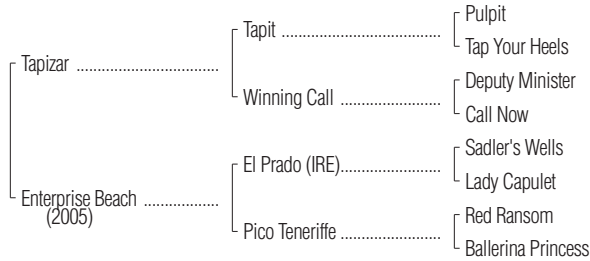 Pulpit
Tapit ................................
Tap Your Heels
Tapizar .............................
Deputy Minister
Winning Call ....................
Call Now
Sadler's Wells
El Prado (IRE)....................
Lady Capulet
Enterprise Beach ...............
(2005)
Red Ransom
Pico Teneriffe ....................
Ballerina Princess